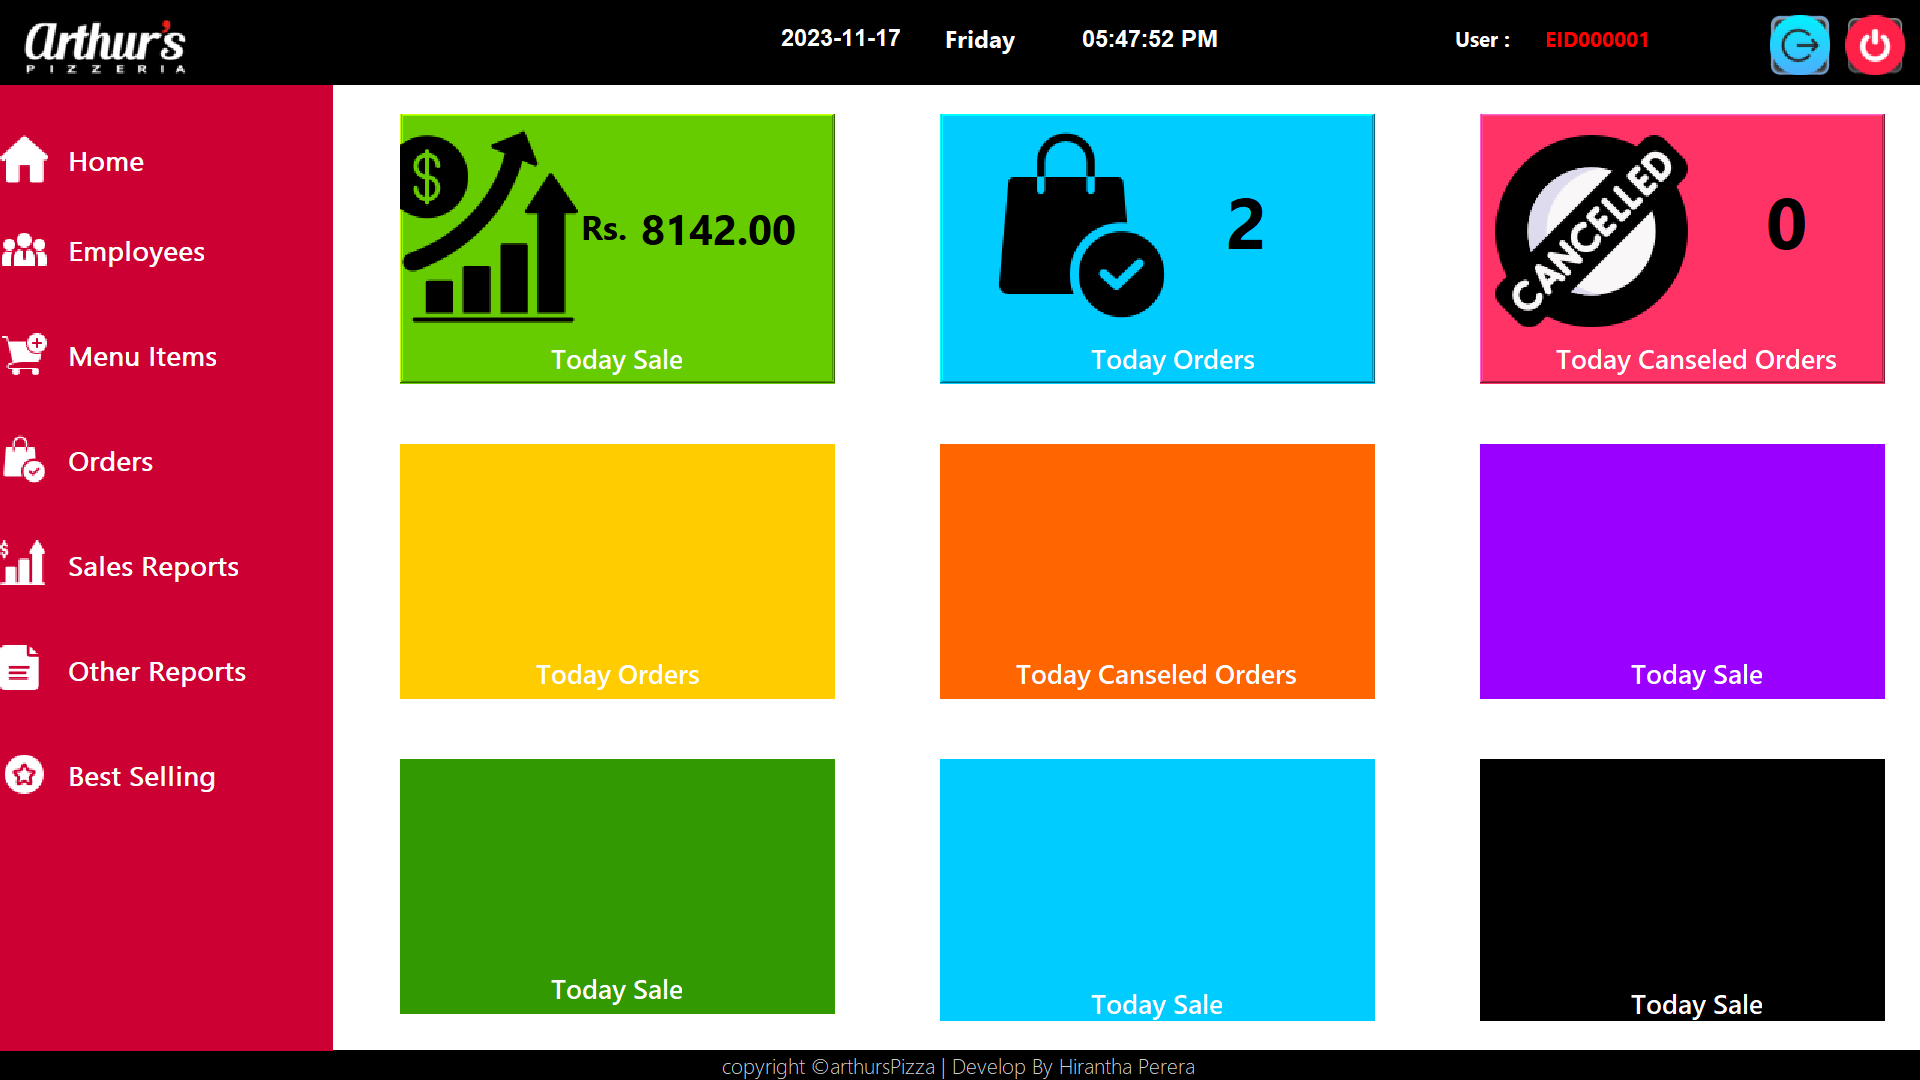 Arthur's
PIZZERIA
2023-11-17 Friday 05:47:52 PM
User : EID000001
Home
Employees
Menu Items
Orders
Sales Reports
Other Reports
Best Selling
$
Rs. 8142.00
Today Sale
2
Today Orders
CANCELLED
0
Today Canseled Orders
Today Orders
Today Canseled Orders
Today Sale
Today Sale
Today Sale
Today Sale
copyright ©arthursPizza | Develop By Hirantha Perera